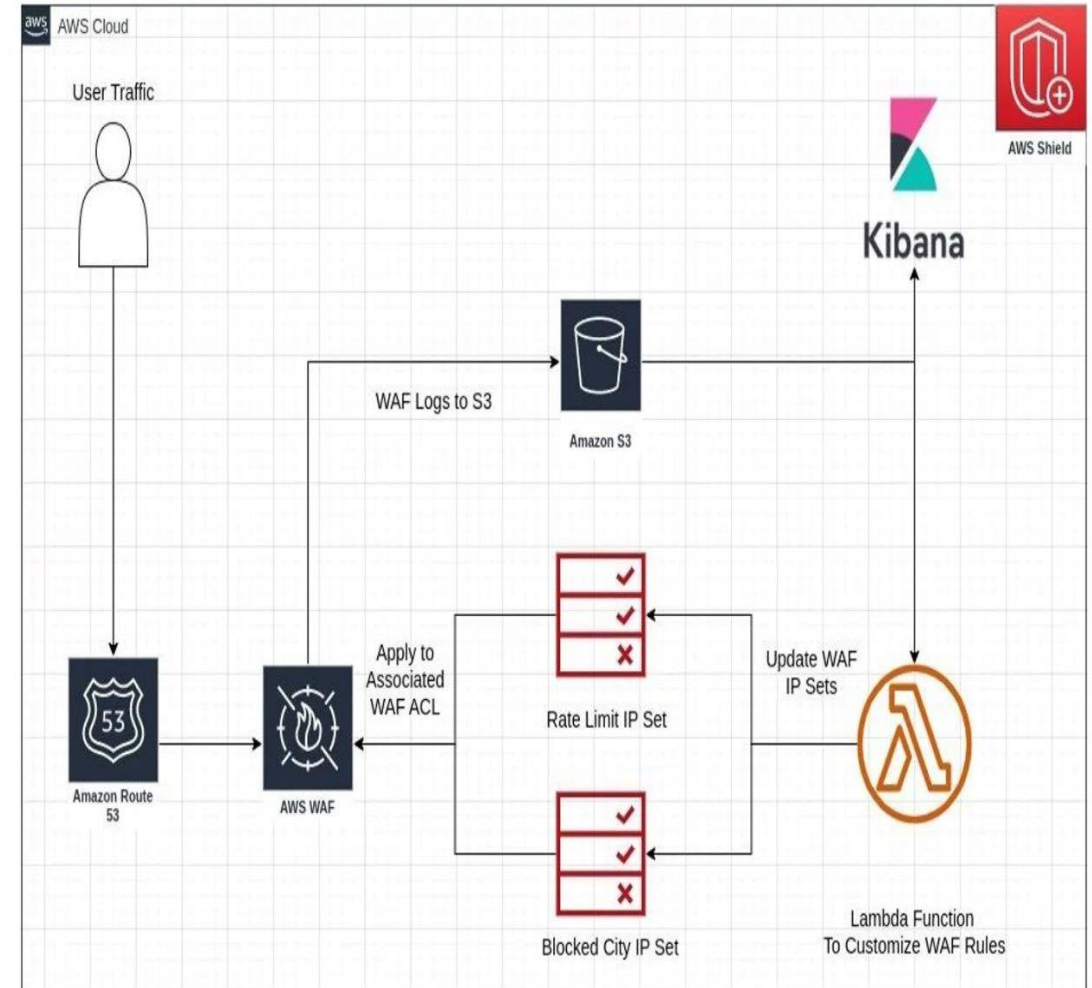 aws
AWS Cloud
User Traffic
AWS Shield
Kibana
WAF Logs to S3
Amazon S3
Apply to
Associated
WAF ACL
Update WAF
IP Sets
Rate Limit IP Set
53
Amazon Route
53
AWS WAF
Blocked City IP Set
Lambda Function
To Customize WAF Rules